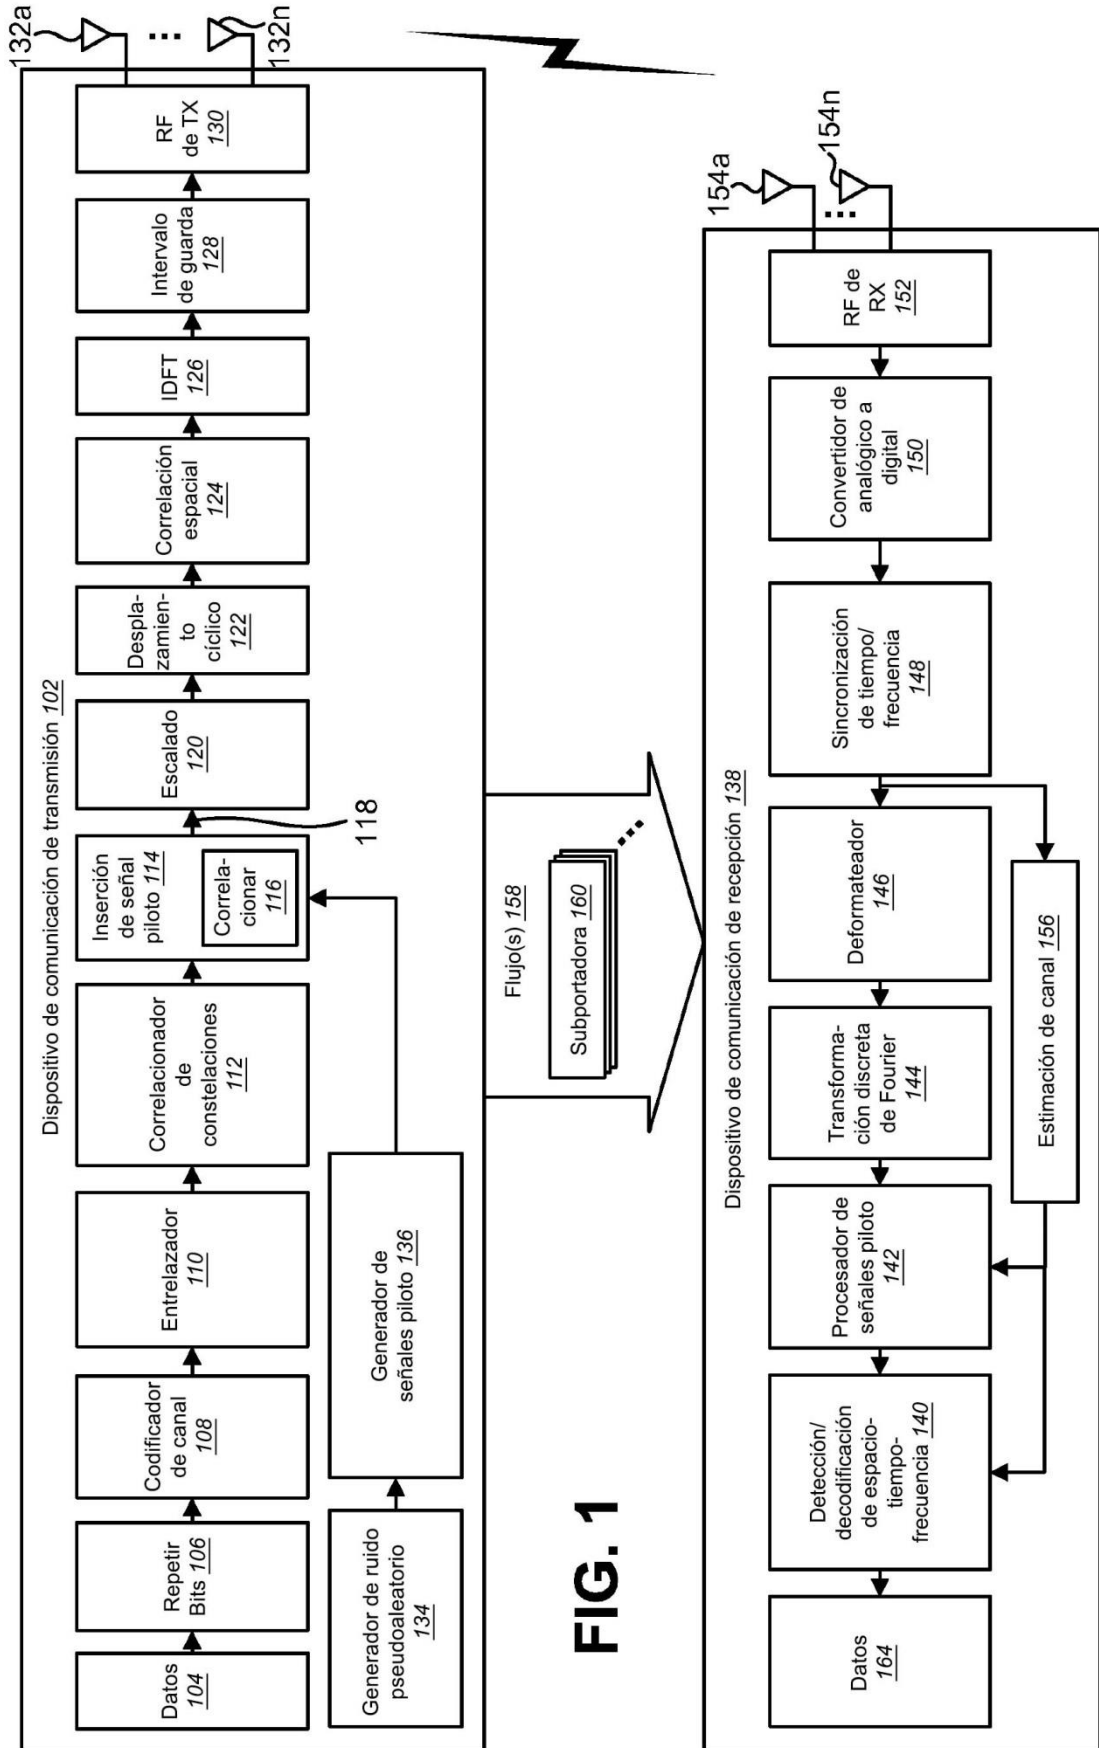 Dispositivo de comunicación de transmisión 102
Datos
104
Repetir
Bits 106
Codificador
de canal
108
Entrelazador
110
Correlacionador
de
constelaciones
112
Inserción
de señal
piloto 114
Correla-
cionar
116
118
Escalado
120
Despla-
zamien-
to
cíclico
122
Correlación
espacial
124
IDFT
126
Intervalo
de guarda
128
RF
de TX
130
132a
...
132n
Generador de ruido
pseudoaleatorio
134
Generador de
señales piloto 136
Flujo(s) 158
Subportadora 160
...
FIG. 1
Dispositivo de comunicación de recepción 138
Datos
164
Detección/
decodificación
de espacio-
tiempo-
frecuencia 140
Procesador de
señales piloto
142
Transforma-
ción discreta
de Fourier
144
Deformateador
146
Sincronización
de tiempo/
frecuencia
148
Convertidor de
analógico a
digital
150
RF de
RX
152
154a
...
154n
Estimación de canal 156